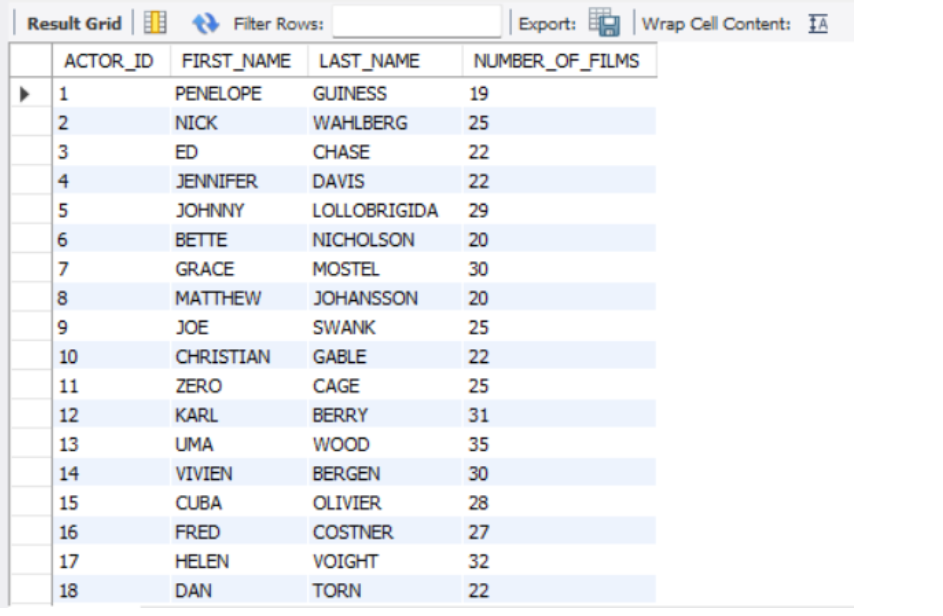 Result Grid Filter Rows: Export: Wrap Cell Content:
ACTOR_ID FIRST_NAME LAST_NAME NUMBER_OF_FILMS
1 PENELOPE GUINESS 19
2 NICK WAHLBERG 25
3 ED CHASE 22
4 JENNIFER DAVIS 22
5 JOHNNY LOLLOBRIGIDA 29
6 BETTE NICHOLSON 20
7 GRACE MOSTEL 30
8 MATTHEW JOHANSSON 20
9 JOE SWANK 25
10 CHRISTIAN GABLE 22
11 ZERO CAGE 25
12 KARL BERRY 31
13 UMA WOOD 35
14 VIVIEN BERGEN 30
15 CUBA OLIVIER 28
16 FRED COSTNER 27
17 HELEN VOIGHT 32
18 DAN TORN 22